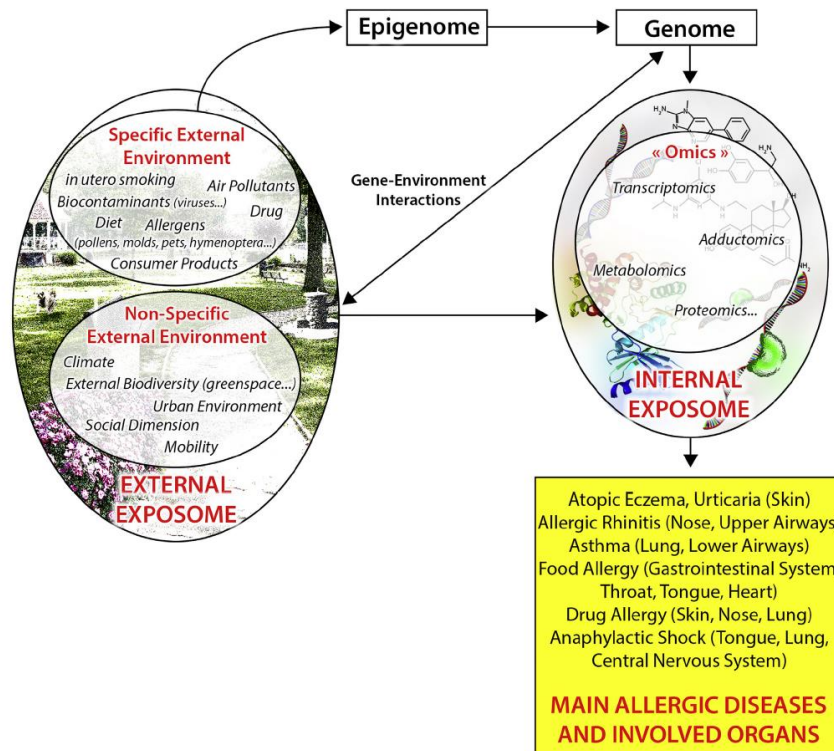 Epigenome
Genome
Specific External
Environment
in utero smoking
Air Pollutants
Biocontaminants (viruses...)
Drug
Diet
Allergens
(pollens, molds, pets, hymenoptera...)
Consumer Products
Gene-Environment
Interactions
« Omics »
Transcriptomics
Adductomics
Metabolomics
Proteomics...
H₂N
NH₂
NH₂
Non-Specific
External Environment
Climate
External Biodiversity (greenspace...)
Urban Environment
Social Dimension
Mobility
EXTERNAL
EXPOSOME
INTERNAL
EXPOSOME
Atopic Eczema, Urticaria (Skin)
Allergic Rhinitis (Nose, Upper Airways
Asthma (Lung, Lower Airways)
Food Allergy (Gastrointestinal System
Throat, Tongue, Heart)
Drug Allergy (Skin, Nose, Lung)
Anaphylactic Shock (Tongue, Lung,
Central Nervous System)
MAIN ALLERGIC DISEASES
AND INVOLVED ORGANS